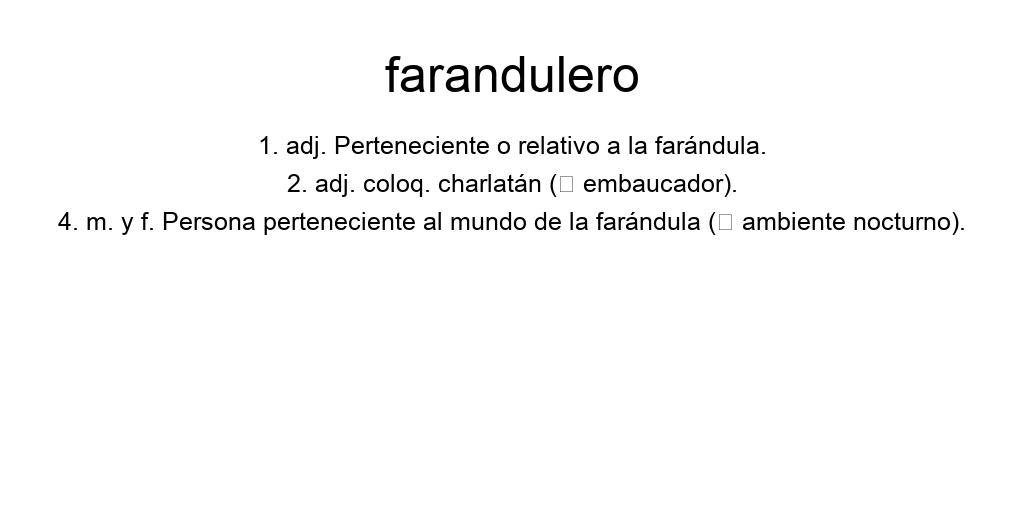 farandulero
1. adj. Perteneciente o relativo a la farándula.
2. adj. coloq. charlatán (□ embaucador).
4. m. y f. Persona perteneciente al mundo de la farándula (□ ambiente nocturno).